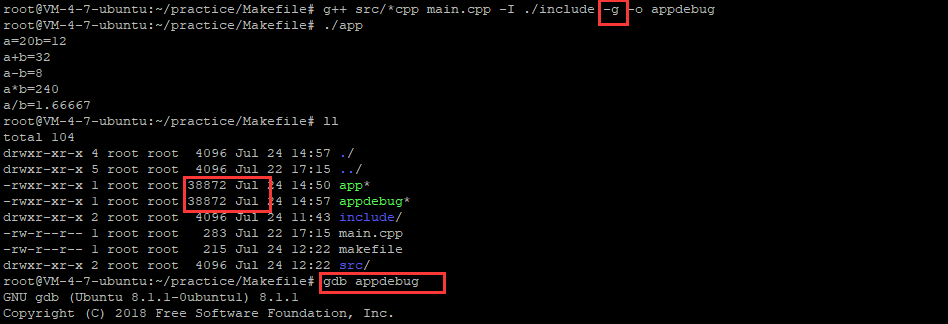 root@VM-4-7-ubuntu:~/practice/Makefile# g++ src/*cpp main.cpp -I ./include -g -o appdebug
root@VM-4-7-ubuntu:~/practice/Makefile# ./app
a=20b=12
a+b=32
a-b=8
a*b=240
a/b=1.66667
root@VM-4-7-ubuntu:~/practice/Makefile# ll
total 104
drwxr-xr-x 4 root root  4096 Jul 24 14:57 ./
drwxr-xr-x 5 root root  4096 Jul 22 17:15 ../
-rwxr-xr-x 1 root root 38872 Jul 24 14:50 app*
-rwxr-xr-x 1 root root 38872 Jul 24 14:57 appdebug*
drwxr-xr-x 2 root root  4096 Jul 24 11:43 include/
-rw-r--r-- 1 root root   283 Jul 22 17:15 main.cpp
-rw-r--r-- 1 root root   215 Jul 24 12:22 makefile
drwxr-xr-x 2 root root  4096 Jul 24 12:22 src/
root@VM-4-7-ubuntu:~/practice/Makefile# gdb appdebug
GNU gdb (Ubuntu 8.1.1-0ubuntu1) 8.1.1
Copyright (C) 2018 Free Software Foundation, Inc.